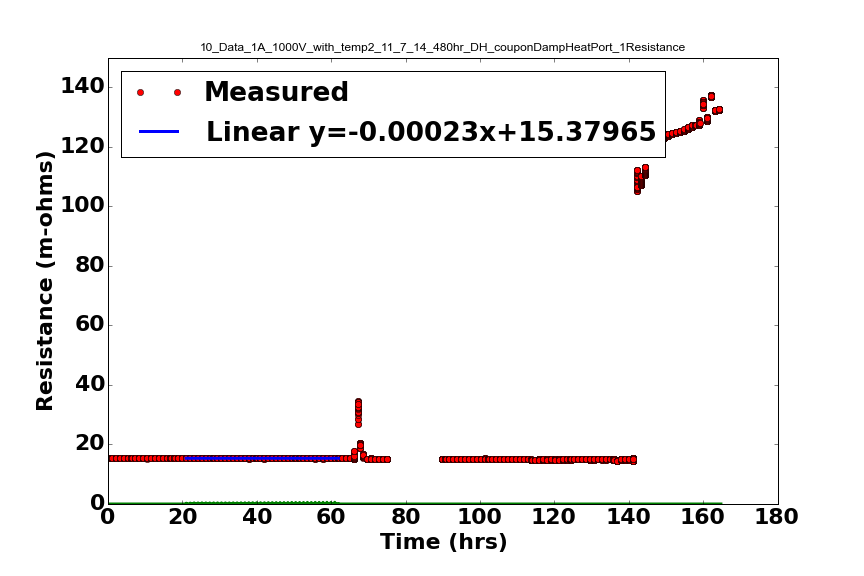 10_Data_1A_1000V_with_temp2_11_7_14_480hr_DH_couponDampHeatPort_1Resistance
Measured
Linear y=-0.00023x+15.37965
140
120
100
80
60
40
20
0
Resistance (m-ohms)
0 20 40 60 80 100 120 140 160 180
Time (hrs)